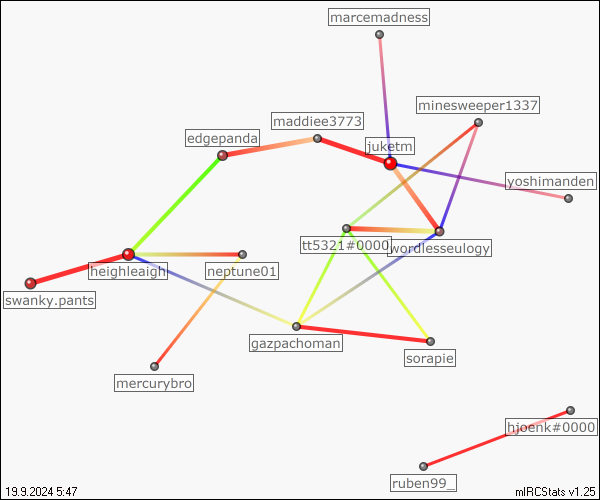 marcemadness
minesweeper1337
maddiee3773
edgepanda
juketm
yoshimanden
tt5321#0000
wordlesseulogy
heighleaigh
neptune01
swanky.pants
gazpachoman
sorapie
mercurybro
hjoenk#0000
ruben99_
19.9.2024 5:47
mIRCStats v1.25